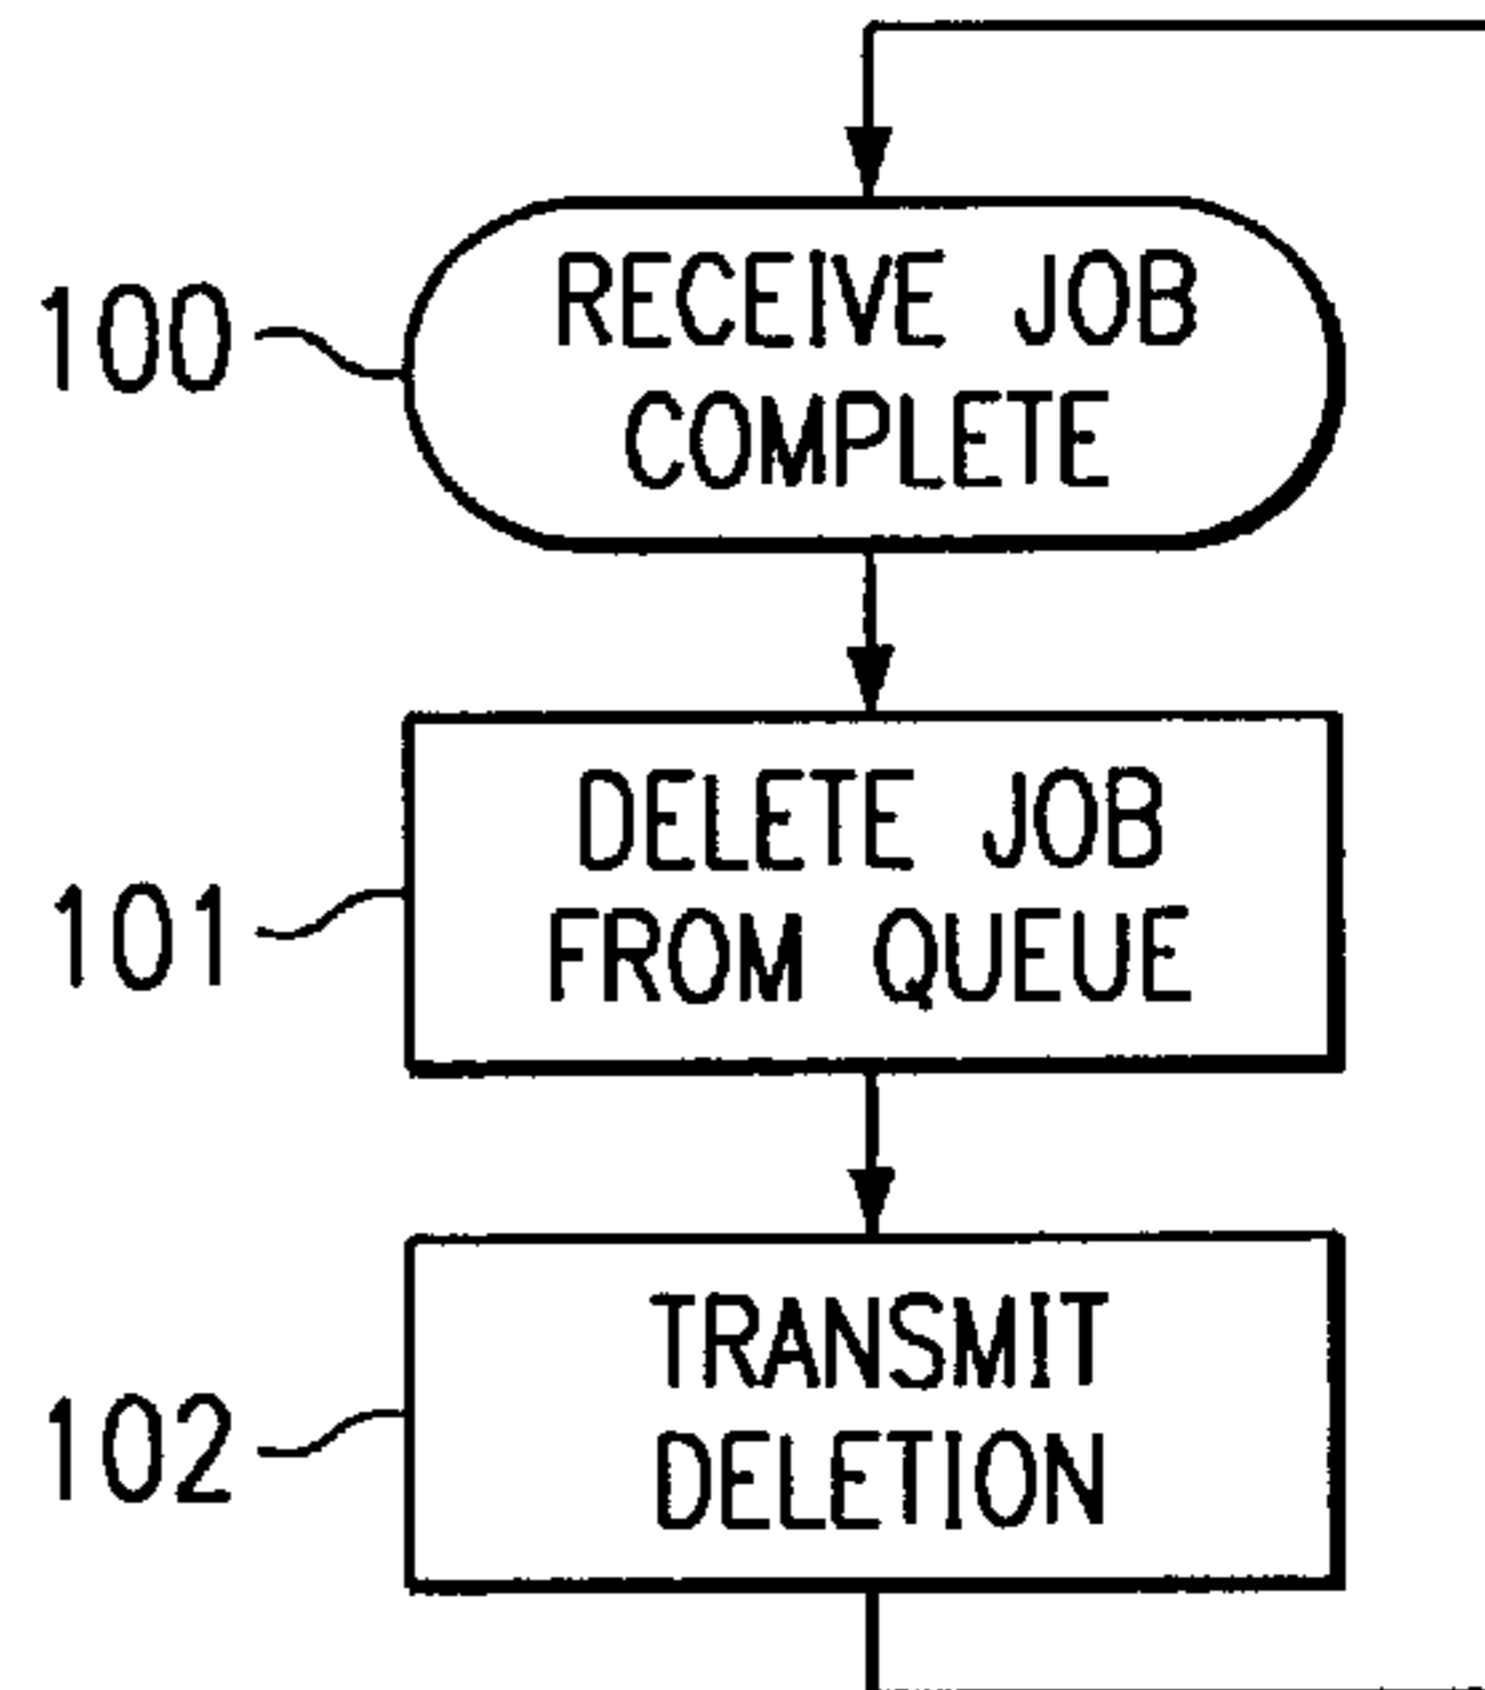 100
RECEIVE JOB
COMPLETE
101
DELETE JOB
FROM QUEUE
102
TRANSMIT
DELETION